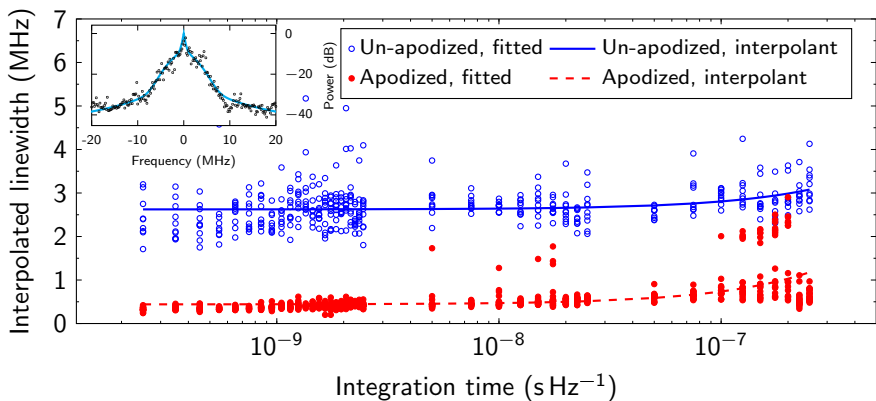 7
6
5
4
3
2
1
0
Interpolated linewidth (MHz)
0
−20
−40
Power (dB)
-20 -10 0 10 20
Frequency (MHz)
Un-apodized, fitted
Un-apodized, interpolant
Apodized, fitted
Apodized, interpolant
10⁻⁹ 10⁻⁸ 10⁻⁷
Integration time (s Hz⁻¹)